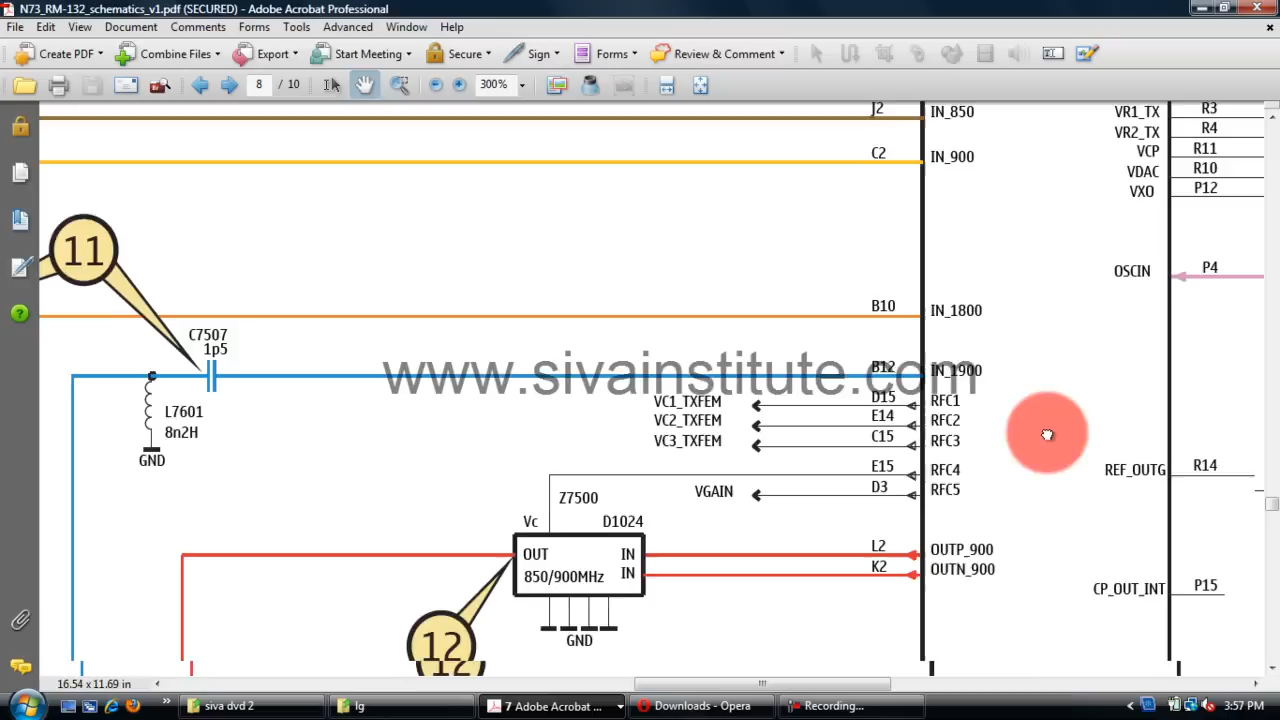 N73_RM-132_schematics_v1.pdf (SECURED) - Adobe Acrobat Professional
File Edit View Document Comments Forms Tools Advanced Window Help
Create PDF Combine Files Export Start Meeting Secure Sign Forms Review & Comment
8 / 10 300%
J2 IN_850 VR1_TX R3
VR2_TX R4
C2 IN_900 VCP R11
VDAC R10
VXO P12
11
OSCIN P4
B10 IN_1800
C7507
1p5
www.sivainstitute.com
B12 IN_1900
VC1_TXFEM D15 RFC1
L7601 VC2_TXFEM E14 RFC2
8n2H VC3_TXFEM C15 RFC3
GND
E15 RFC4 REF_OUTG R14
Z7500 VGAIN D3 RFC5
Vc D1024
OUT IN L2 OUTP_900
850/900MHz IN K2 OUTN_900
CP_OUT_INT P15
GND
12
12
16.54 x 11.69 in
siva dvd 2 lg 7 Adobe Acrobat ... Downloads - Opera Recording... 3:57 PM